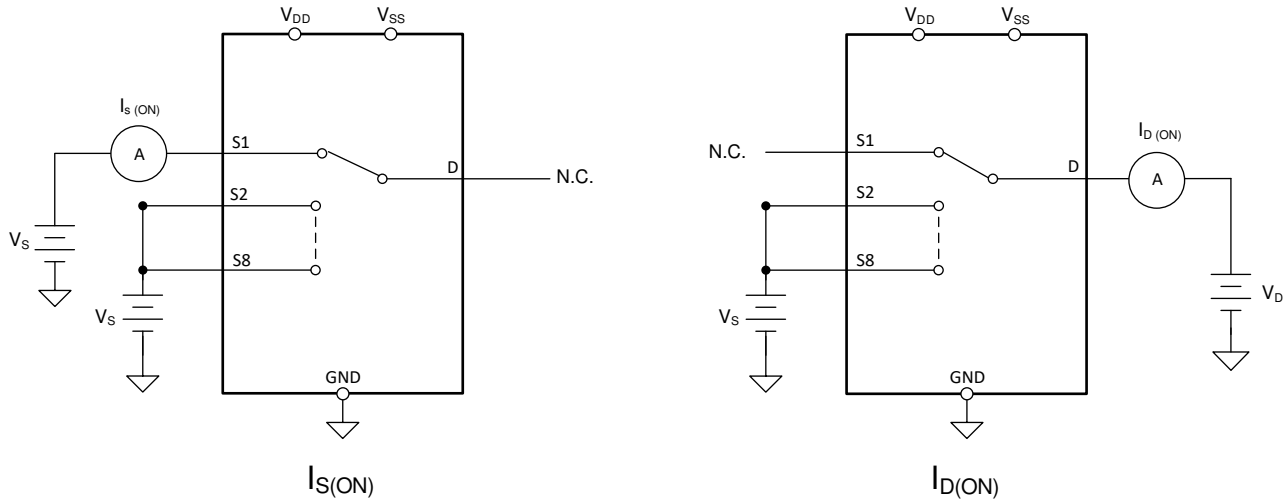 VDD VSS
Is (ON)
A
S1
D
N.C.
S2
VS
S8
VS
GND
IS(ON)
VDD VSS
ID (ON)
N.C.
S1
D
A
S2
S8
VS
VD
GND
ID(ON)